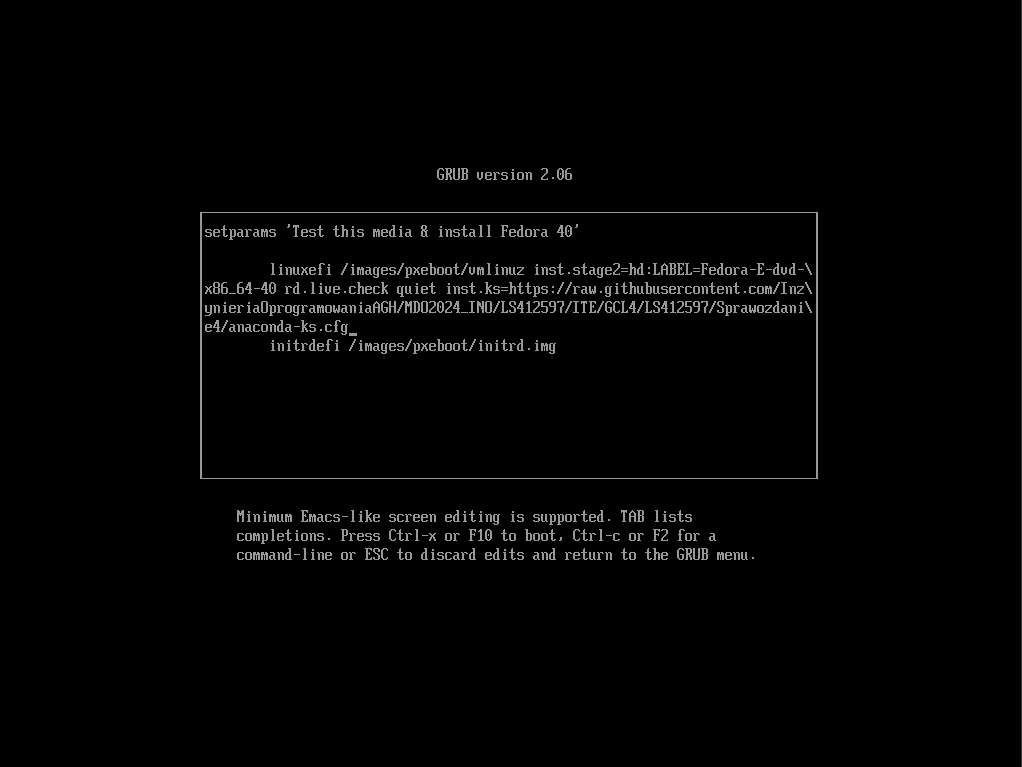 GRUB version 2.06
setparams 'Test this media & install Fedora 40'
linuxefi /images/pxeboot/vmlinuz inst.stage2=hd:LABEL=Fedora-E-dvd-\
x86_64-40 rd.live.check quiet inst.ks=https://raw.githubusercontent.com/Inz\
ynieriaOprogramowaniaAGH/MDO2024_INO/LS412597/ITE/GCL4/LS412597/Sprawozdani\
e4/anaconda-ks.cfg_
initrdefi /images/pxeboot/initrd.img
Minimum Emacs-like screen editing is supported. TAB lists
completions. Press Ctrl-x or F10 to boot, Ctrl-c or F2 for a
command-line or ESC to discard edits and return to the GRUB menu.